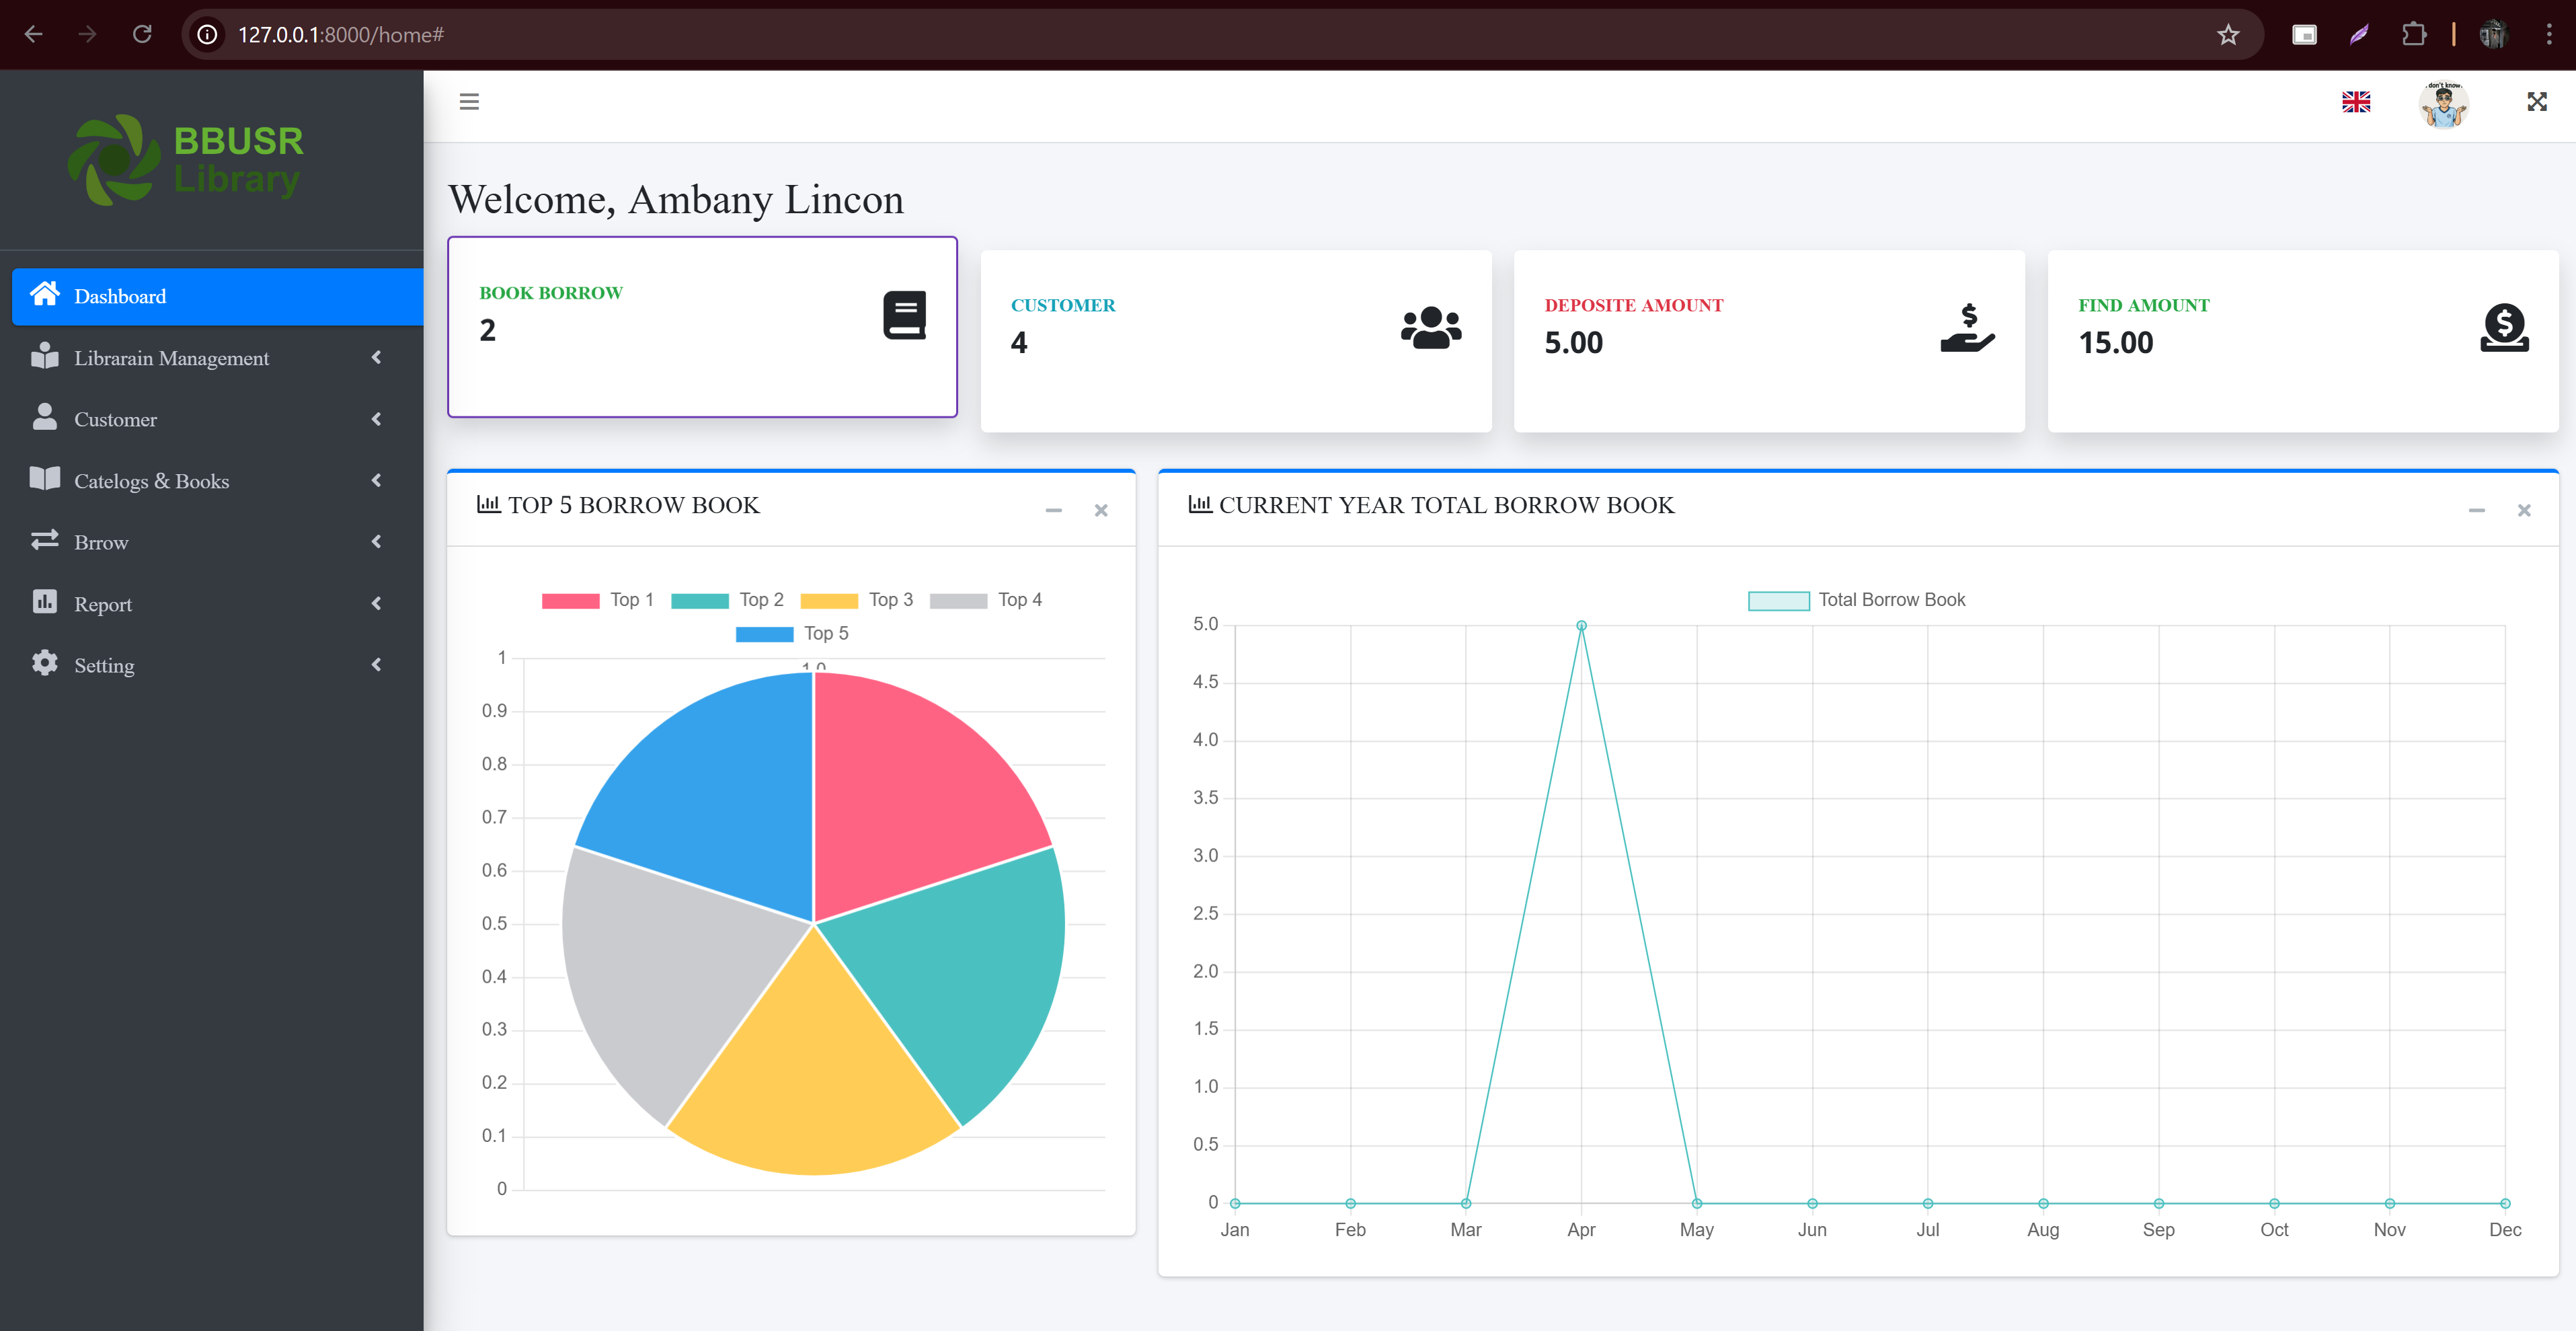 127.0.0.1:8000/home#
BBUSR
Library
don't know.
Welcome, Ambany Lincon
Dashboard
Librarain Management
Customer
Catelogs & Books
Brrow
Report
Setting
BOOK BORROW
2
CUSTOMER
4
DEPOSITE AMOUNT
5.00
FIND AMOUNT
15.00
TOP 5 BORROW BOOK
Top 1 Top 2 Top 3 Top 4
Top 5
1
1.0
0.9
0.8
0.7
0.6
0.5
0.4
0.3
0.2
0.1
0
CURRENT YEAR TOTAL BORROW BOOK
Total Borrow Book
5.0
4.5
4.0
3.5
3.0
2.5
2.0
1.5
1.0
0.5
0
Jan Feb Mar Apr May Jun Jul Aug Sep Oct Nov Dec